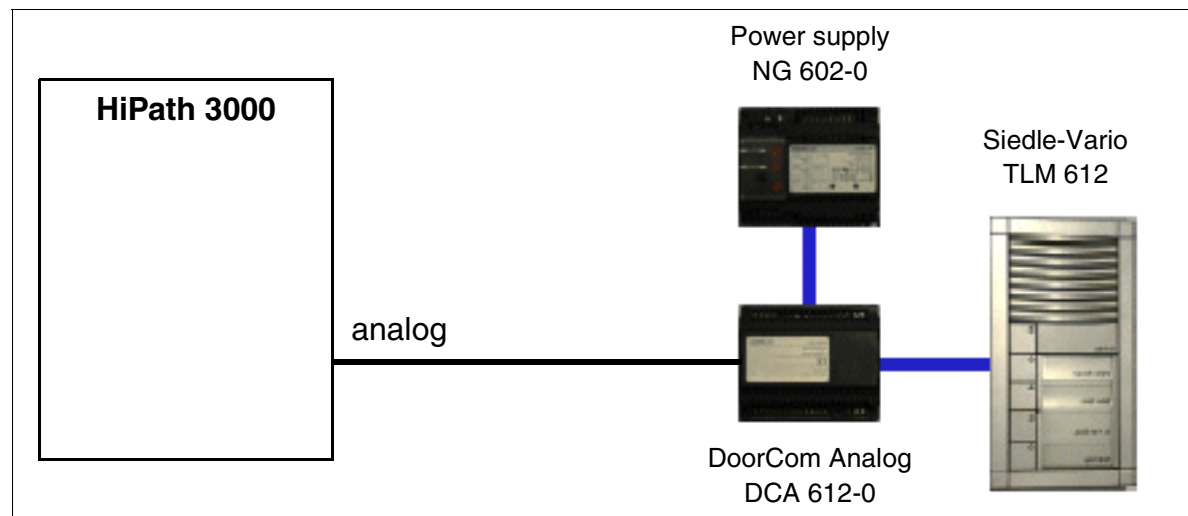 Power supply
NG 602-0
HiPath 3000
Siedle-Vario
TLM 612
analog
DoorCom Analog
DCA 612-0